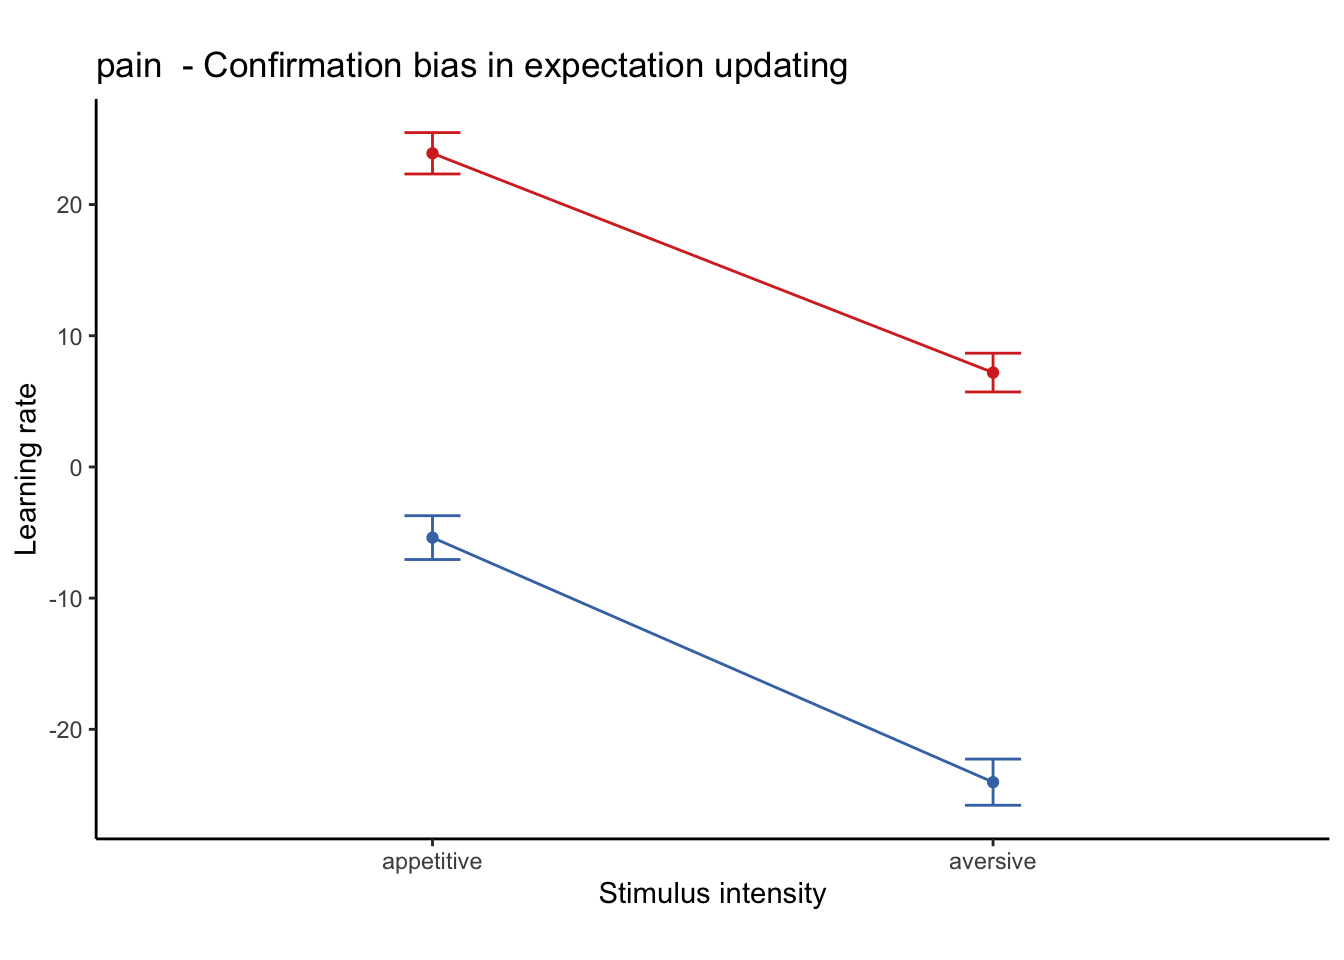 pain  - Confirmation bias in expectation updating
Learning rate
20
10
0
-10
-20
appetitive
aversive
Stimulus intensity